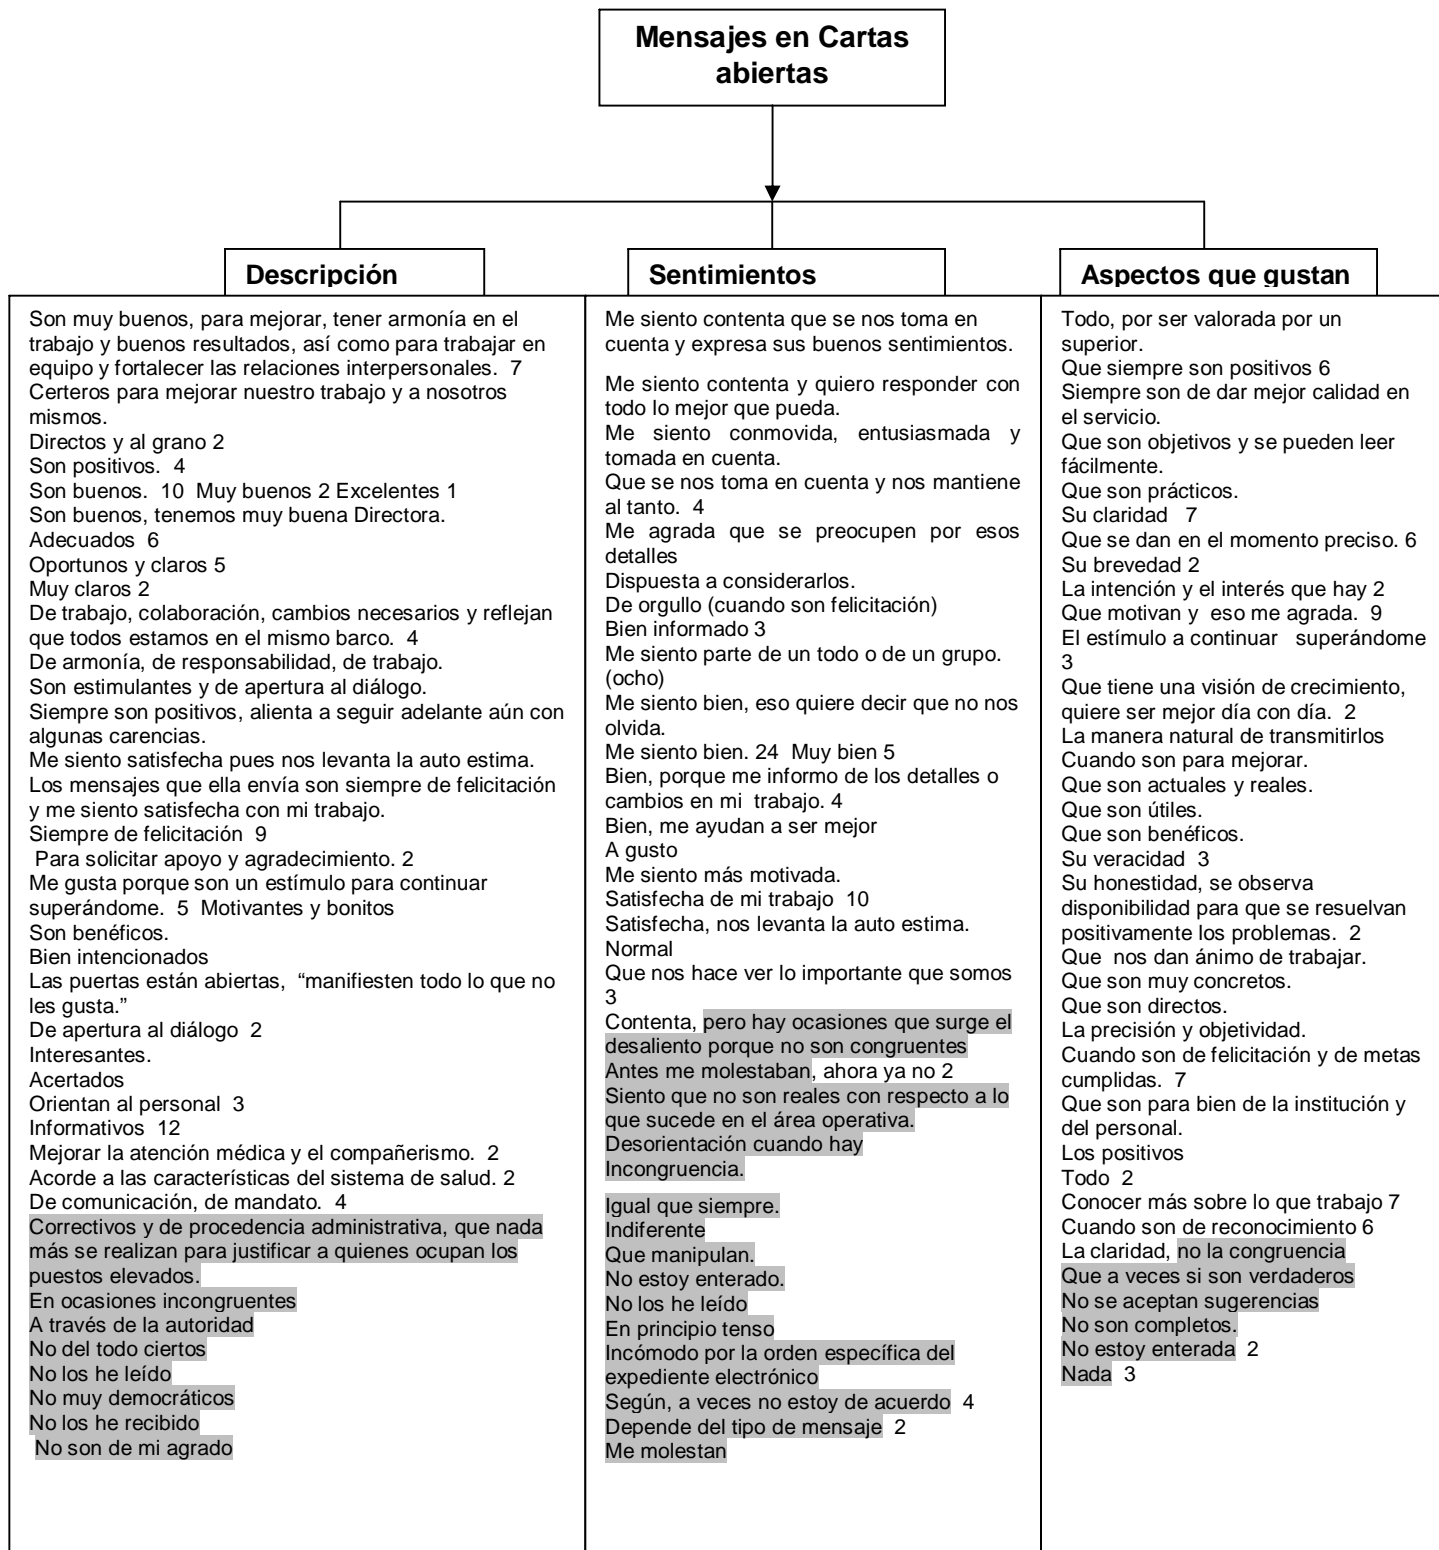 Mensajes en Cartas
abiertas
Descripción
Son muy buenos, para mejorar, tener armonía en el
trabajo y buenos resultados, así como para trabajar en
equipo y fortalecer las relaciones interpersonales. 7
Certeros para mejorar nuestro trabajo y a nosotros
mismos.
Directos y al grano 2
Son positivos. 4
Son buenos. 10 Muy buenos 2 Excelentes 1
Son buenos, tenemos muy buena Directora.
Adecuados 6
Oportunos y claros 5
Muy claros 2
De trabajo, colaboración, cambios necesarios y reflejan
que todos estamos en el mismo barco. 4
De armonía, de responsabilidad, de trabajo.
Son estimulantes y de apertura al diálogo.
Siempre son positivos, alienta a seguir adelante aún con
algunas carencias.
Me siento satisfecha pues nos levanta la auto estima.
Los mensajes que ella envía son siempre de felicitación
y me siento satisfecha con mi trabajo.
Siempre de felicitación 9
Para solicitar apoyo y agradecimiento. 2
Me gusta porque son un estímulo para continuar
superándome. 5 Motivantes y bonitos
Son benéficos.
Bien intencionados
Las puertas están abiertas, “manifiesten todo lo que no
les gusta.”
De apertura al diálogo 2
Interesantes.
Acertados
Orientan al personal 3
Informativos 12
Mejorar la atención médica y el compañerismo. 2
Acorde a las características del sistema de salud. 2
De comunicación, de mandato. 4
Correctivos y de procedencia administrativa, que nada
más se realizan para justificar a quienes ocupan los
puestos elevados.
En ocasiones incongruentes
A través de la autoridad
No del todo ciertos
No los he leído
No muy democráticos
No los he recibido
No son de mi agrado
Sentimientos
Me siento contenta que se nos toma en
cuenta y expresa sus buenos sentimientos.
Me siento contenta y quiero responder con
todo lo mejor que pueda.
Me siento conmovida, entusiasmada y
tomada en cuenta.
Que se nos toma en cuenta y nos mantiene
al tanto. 4
Me agrada que se preocupen por esos
detalles
Dispuesta a considerarlos.
De orgullo (cuando son felicitación)
Bien informado 3
Me siento parte de un todo o de un grupo.
(ocho)
Me siento bien, eso quiere decir que no nos
olvida.
Me siento bien. 24 Muy bien 5
Bien, porque me informo de los detalles o
cambios en mi trabajo. 4
Bien, me ayudan a ser mejor
A gusto
Me siento más motivada.
Satisfecha de mi trabajo 10
Satisfecha, nos levanta la auto estima.
Normal
Que nos hace ver lo importante que somos
3
Contenta, pero hay ocasiones que surge el
desaliento porque no son congruentes
Antes me molestaban, ahora ya no 2
Siento que no son reales con respecto a lo
que sucede en el área operativa.
Desorientación cuando hay
Incongruencia.
Igual que siempre.
Indiferente
Que manipulan.
No estoy enterado.
No los he leído
En principio tenso
Incómodo por la orden específica del
expediente electrónico
Según, a veces no estoy de acuerdo 4
Depende del tipo de mensaje 2
Me molestan
Aspectos que gustan
Todo, por ser valorada por un
superior.
Que siempre son positivos 6
Siempre son de dar mejor calidad en
el servicio.
Que son objetivos y se pueden leer
fácilmente.
Que son prácticos.
Su claridad 7
Que se dan en el momento preciso. 6
Su brevedad 2
La intención y el interés que hay 2
Que motivan y eso me agrada. 9
El estímulo a continuar superándome
3
Que tiene una visión de crecimiento,
quiere ser mejor día con día. 2
La manera natural de transmitirlos
Cuando son para mejorar.
Que son actuales y reales.
Que son útiles.
Que son benéficos.
Su veracidad 3
Su honestidad, se observa
disponibilidad para que se resuelvan
positivamente los problemas. 2
Que nos dan ánimo de trabajar.
Que son muy concretos.
Que son directos.
La precisión y objetividad.
Cuando son de felicitación y de metas
cumplidas. 7
Que son para bien de la institución y
del personal.
Los positivos
Todo 2
Conocer más sobre lo que trabajo 7
Cuando son de reconocimiento 6
La claridad, no la congruencia
Que a veces si son verdaderos
No se aceptan sugerencias
No son completos.
No estoy enterada 2
Nada 3